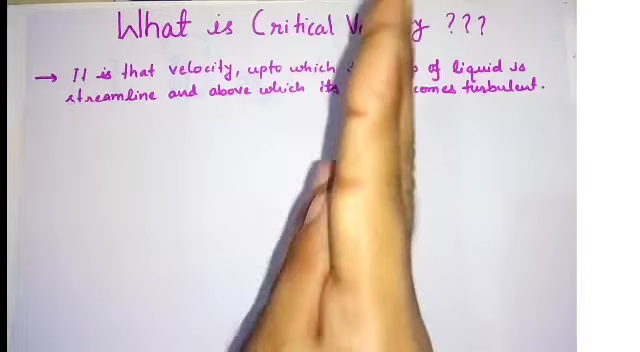 What is Critical ???
→ It is that velocity, upto which of liquid is
streamline and above which its comes turbulent.